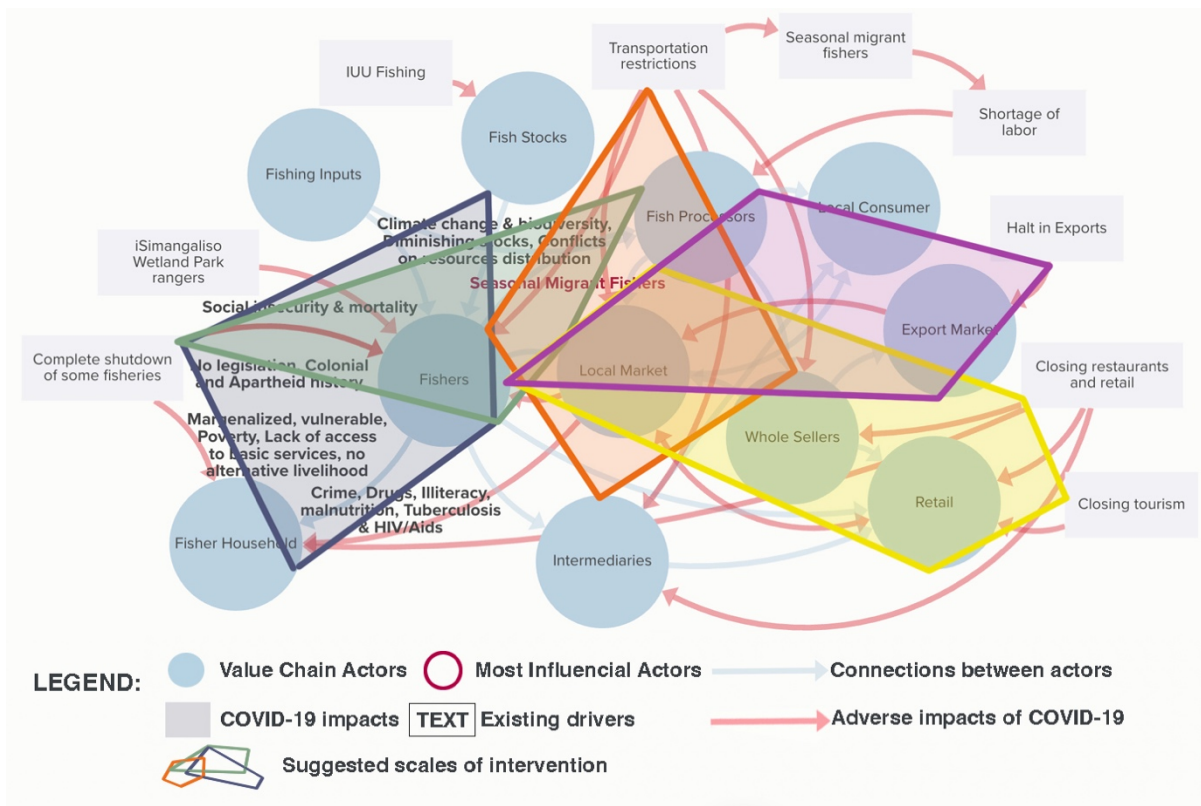 Transportation
restrictions
Seasonal migrant
fishers
IUU Fishing
Shortage of
labor
Fish Stocks
Fishing Inputs
Fish Processors
Local Consumer
Climate change & biodiversity,
Diminishing stocks, Conflicts
on resources distribution
Halt in Exports
iSimangaliso
Wetland Park
rangers
Seasonal Migrant Fishers
Social insecurity & mortality
Export Market
Complete shutdown
of some fisheries
No legislation, Colonial
and Apartheid history
Fishers
Local Market
Closing restaurants
and retail
Margenalized, vulnerable,
Poverty, Lack of access
to basic services, no
alternative livelihood
Whole Sellers
Crime, Drugs, Illiteracy,
malnutrition, Tuberculosis
& HIV/Aids
Retail
Closing tourism
Fisher Household
Intermediaries
LEGEND:
Value Chain Actors
Most Influencial Actors
Connections between actors
COVID-19 impacts
TEXT
Existing drivers
Adverse impacts of COVID-19
Suggested scales of intervention